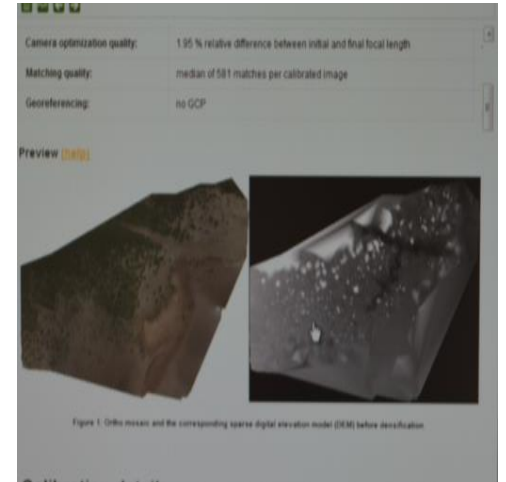 Camera optimization quality: 1.95 % relative difference between initial and final focal length
Matching quality: median of 581 matches per calibrated image
Georeferencing: no GCP
Preview (help)
Figure 1: Ortho mosaic and the corresponding sparse digital elevation model (DEM) before densification.